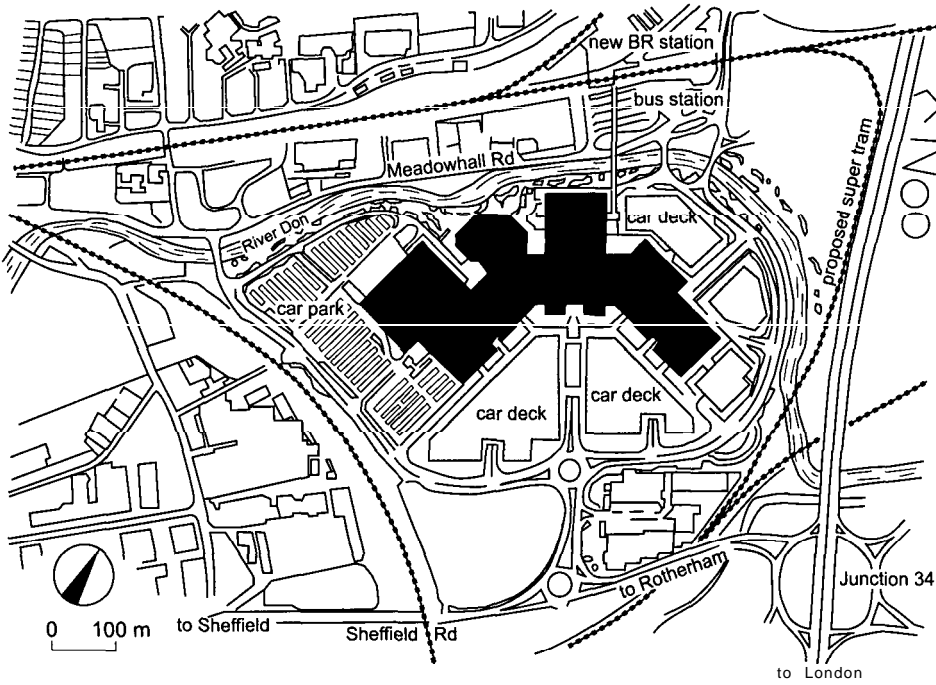 new BR station
bus station
Meadowhall Rd
proposed super tram
River Don
car deck
car park
car deck
car deck
to Rotherham
Junction 34
0 100 m
to Sheffield
Sheffield Rd
to London